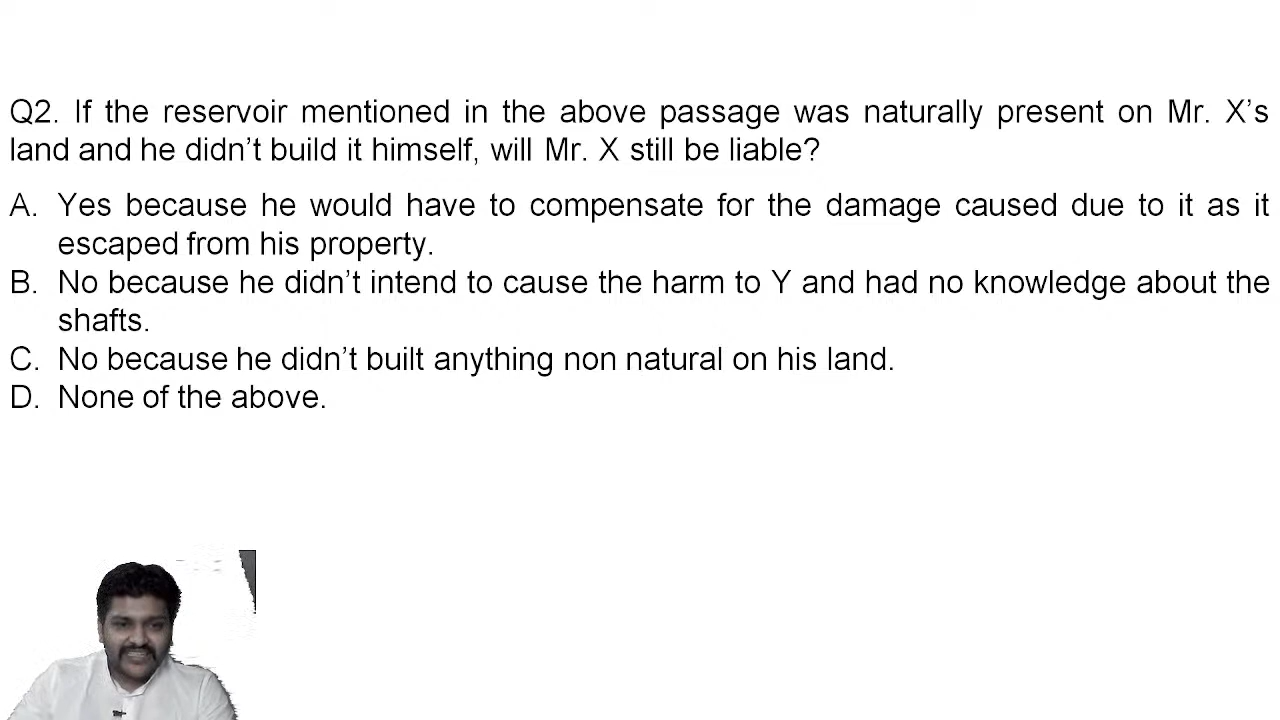 Q2. If the reservoir mentioned in the above passage was naturally present on Mr. X’s
land and he didn’t build it himself, will Mr. X still be liable?
A. Yes because he would have to compensate for the damage caused due to it as it
escaped from his property.
B. No because he didn’t intend to cause the harm to Y and had no knowledge about the
shafts.
C. No because he didn’t built anything non natural on his land.
D. None of the above.